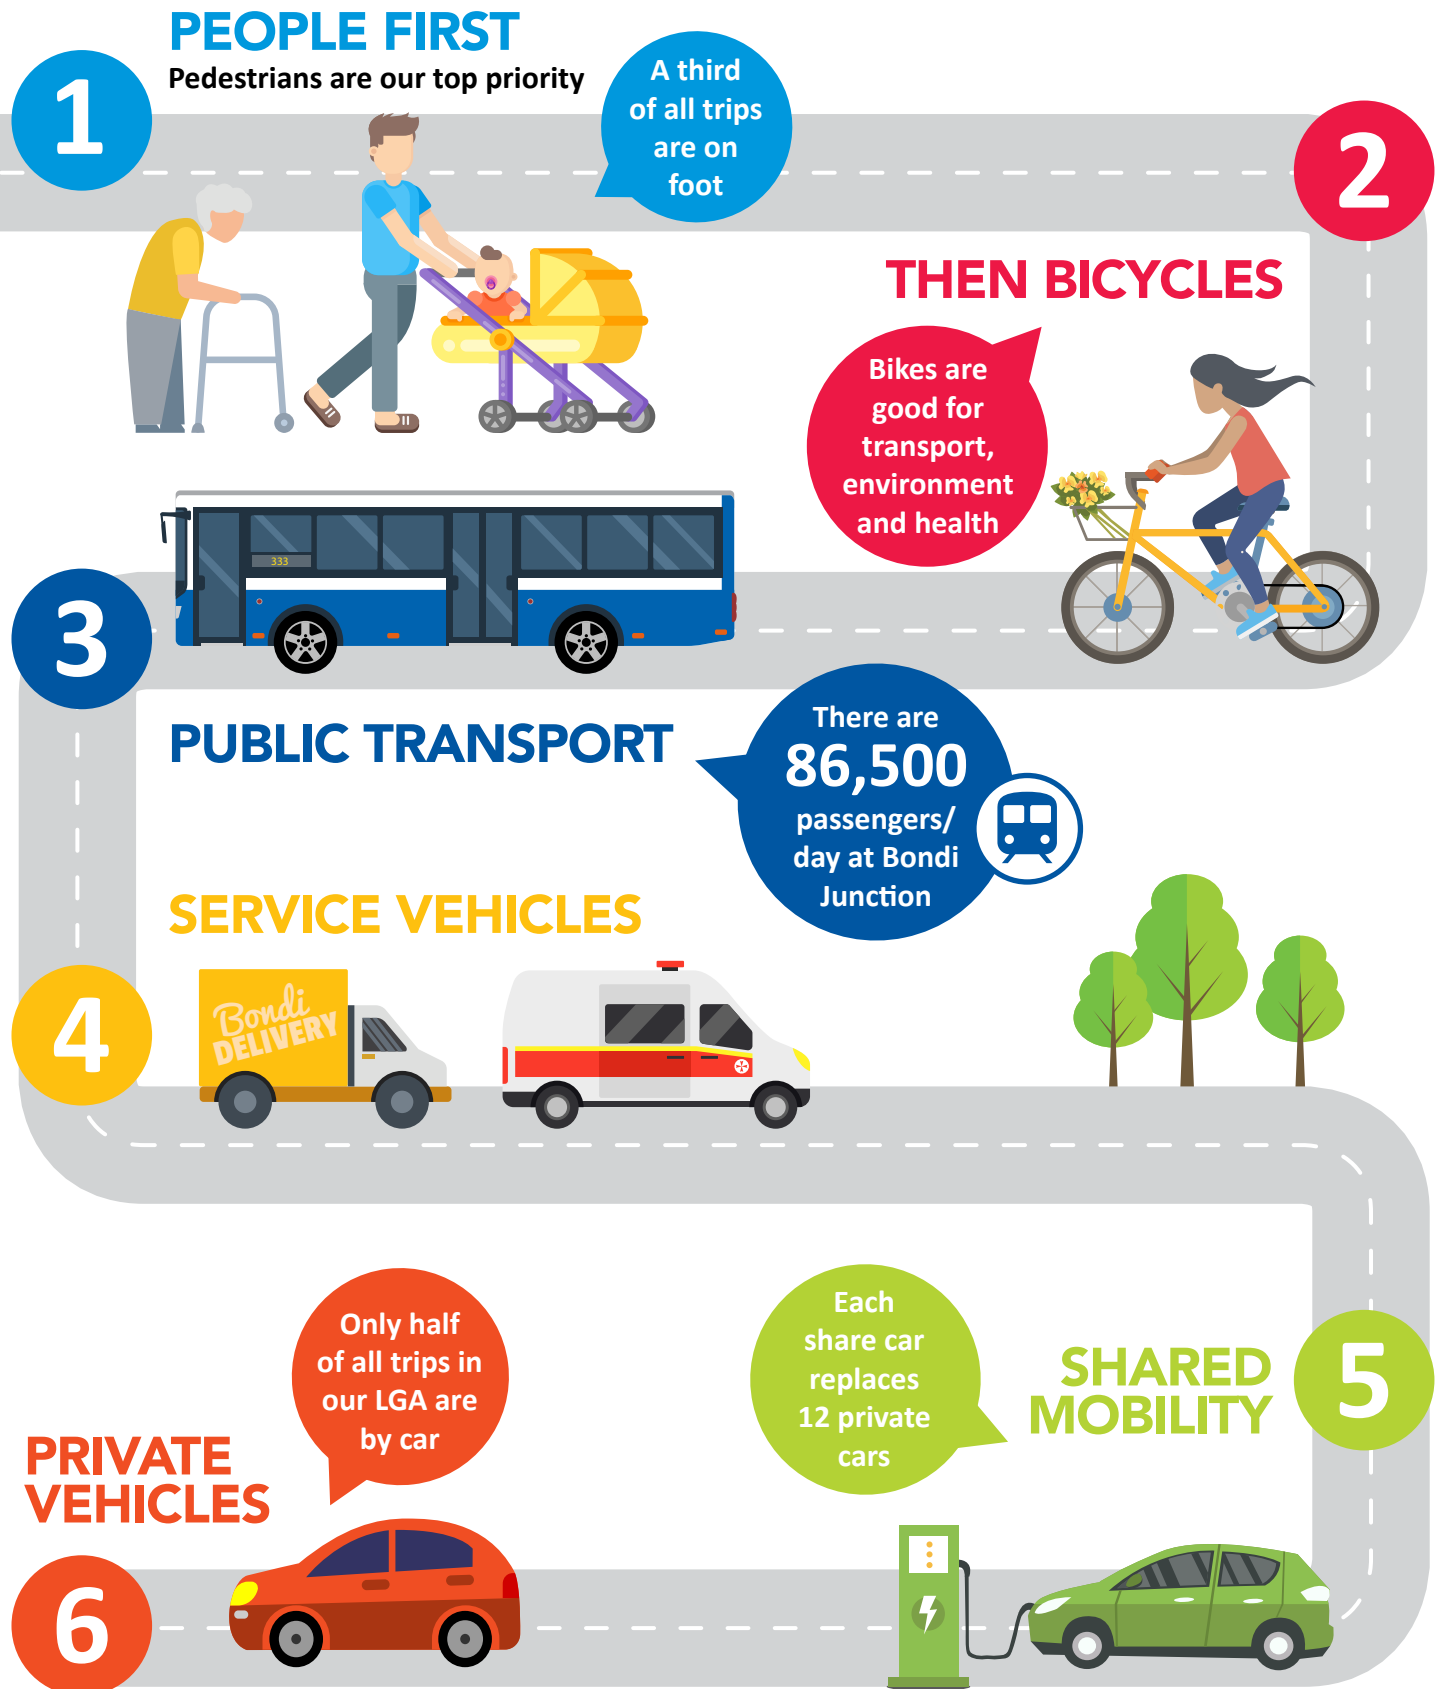 1
PEOPLE FIRST
Pedestrians are our top priority
A third
of all trips
are on
foot
2
THEN BICYCLES
Bikes are
good for
transport,
environment
and health
333
3
PUBLIC TRANSPORT
There are
86,500
passengers/
day at Bondi
Junction
SERVICE VEHICLES
4
Bondi
DELIVERY
5
SHARED
MOBILITY
Each
share car
replaces
12 private
cars
Only half
of all trips in
our LGA are
by car
PRIVATE
VEHICLES
6